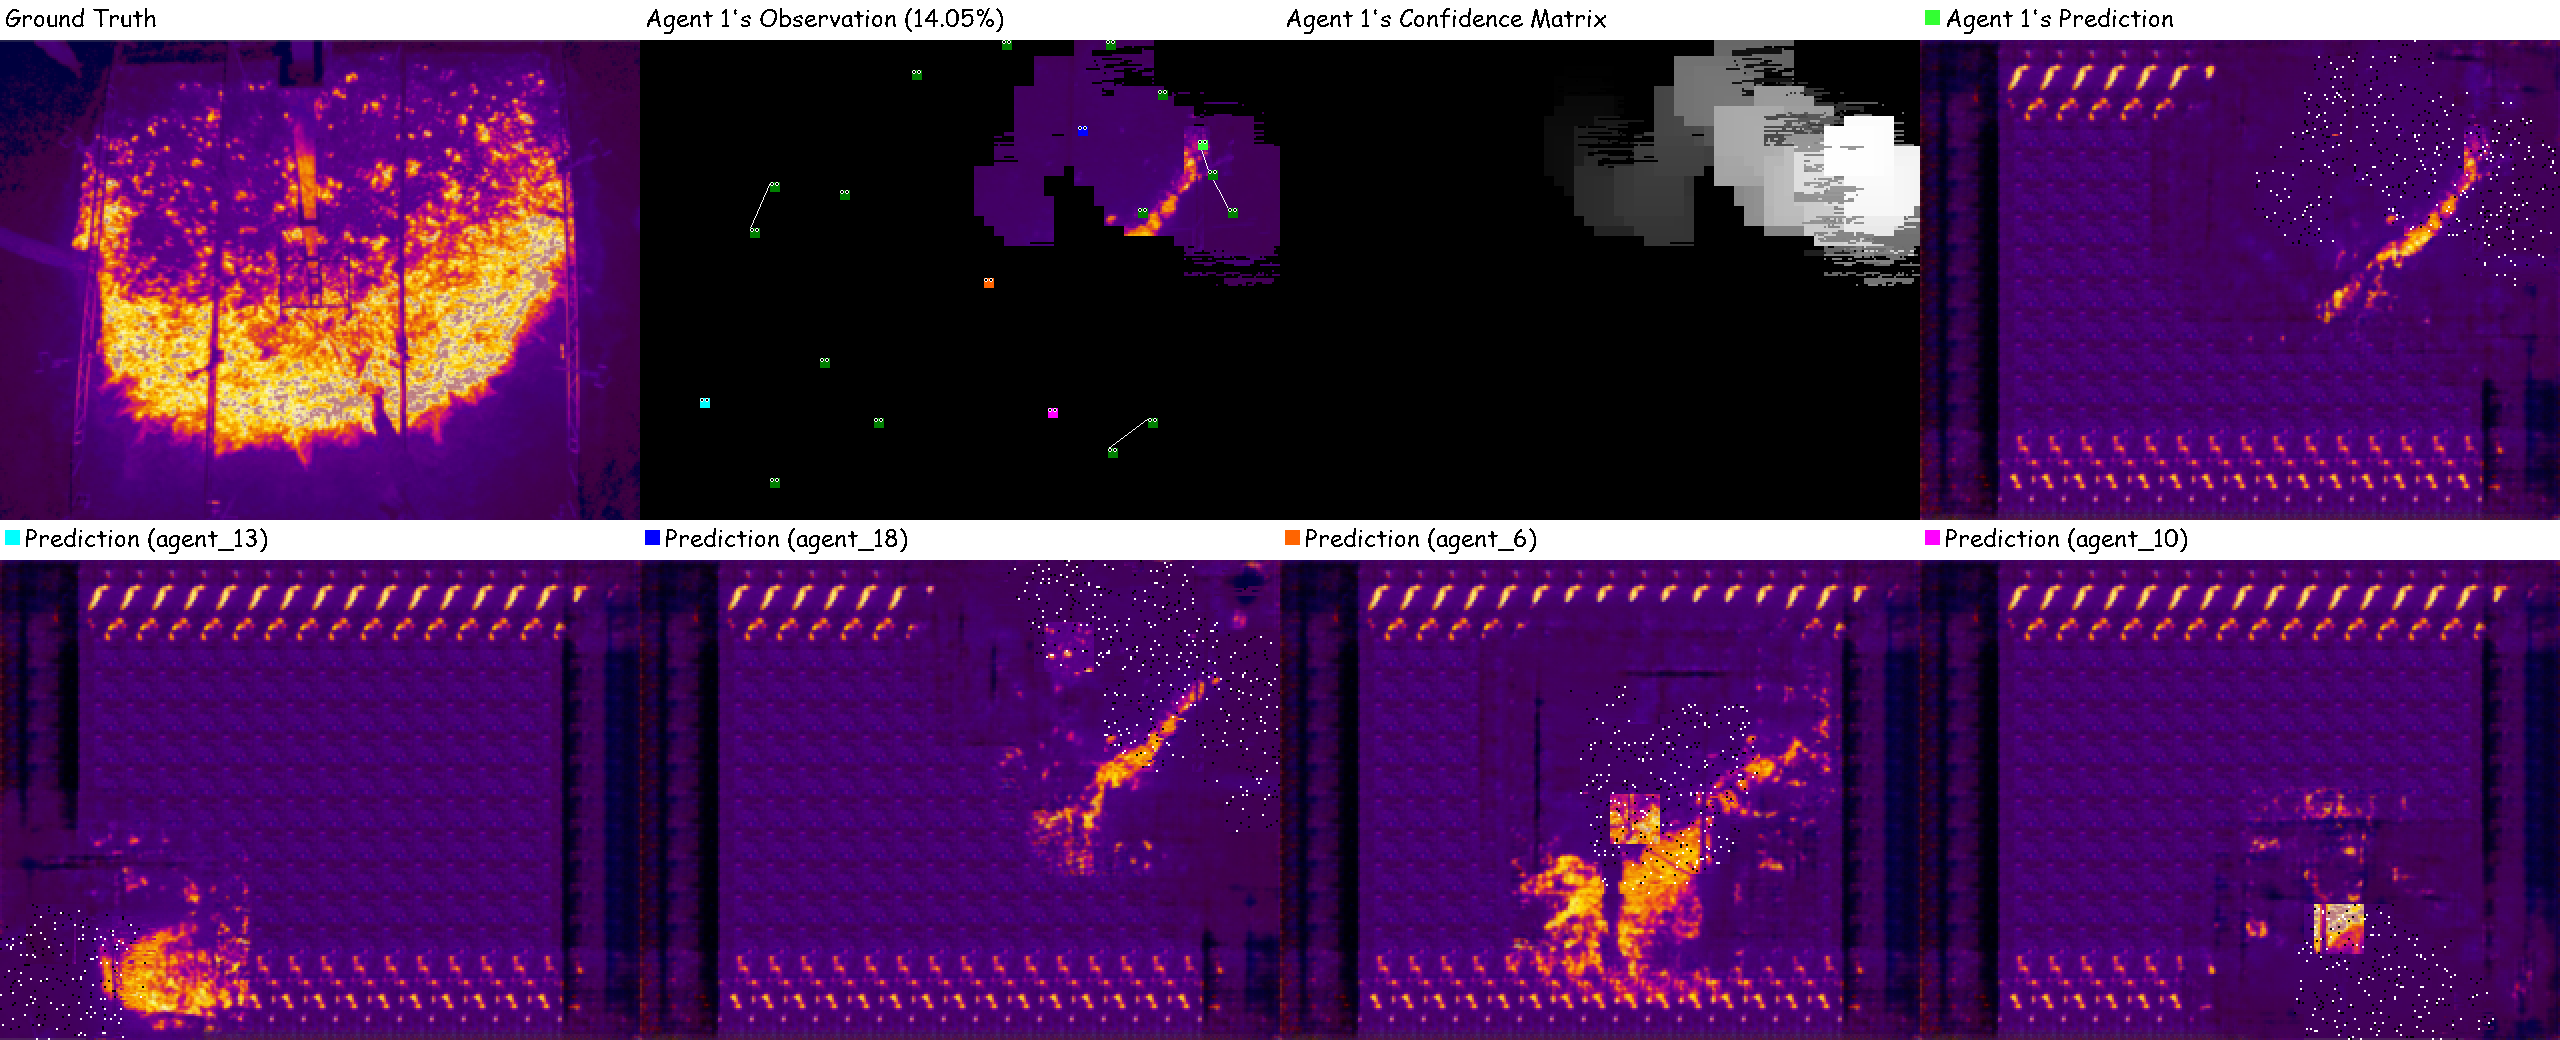 Ground Truth
Agent 1's Observation (14.05%)
Agent 1's Confidence Matrix
Agent 1's Prediction
Prediction (agent_13)
Prediction (agent_18)
Prediction (agent_6)
Prediction (agent_10)